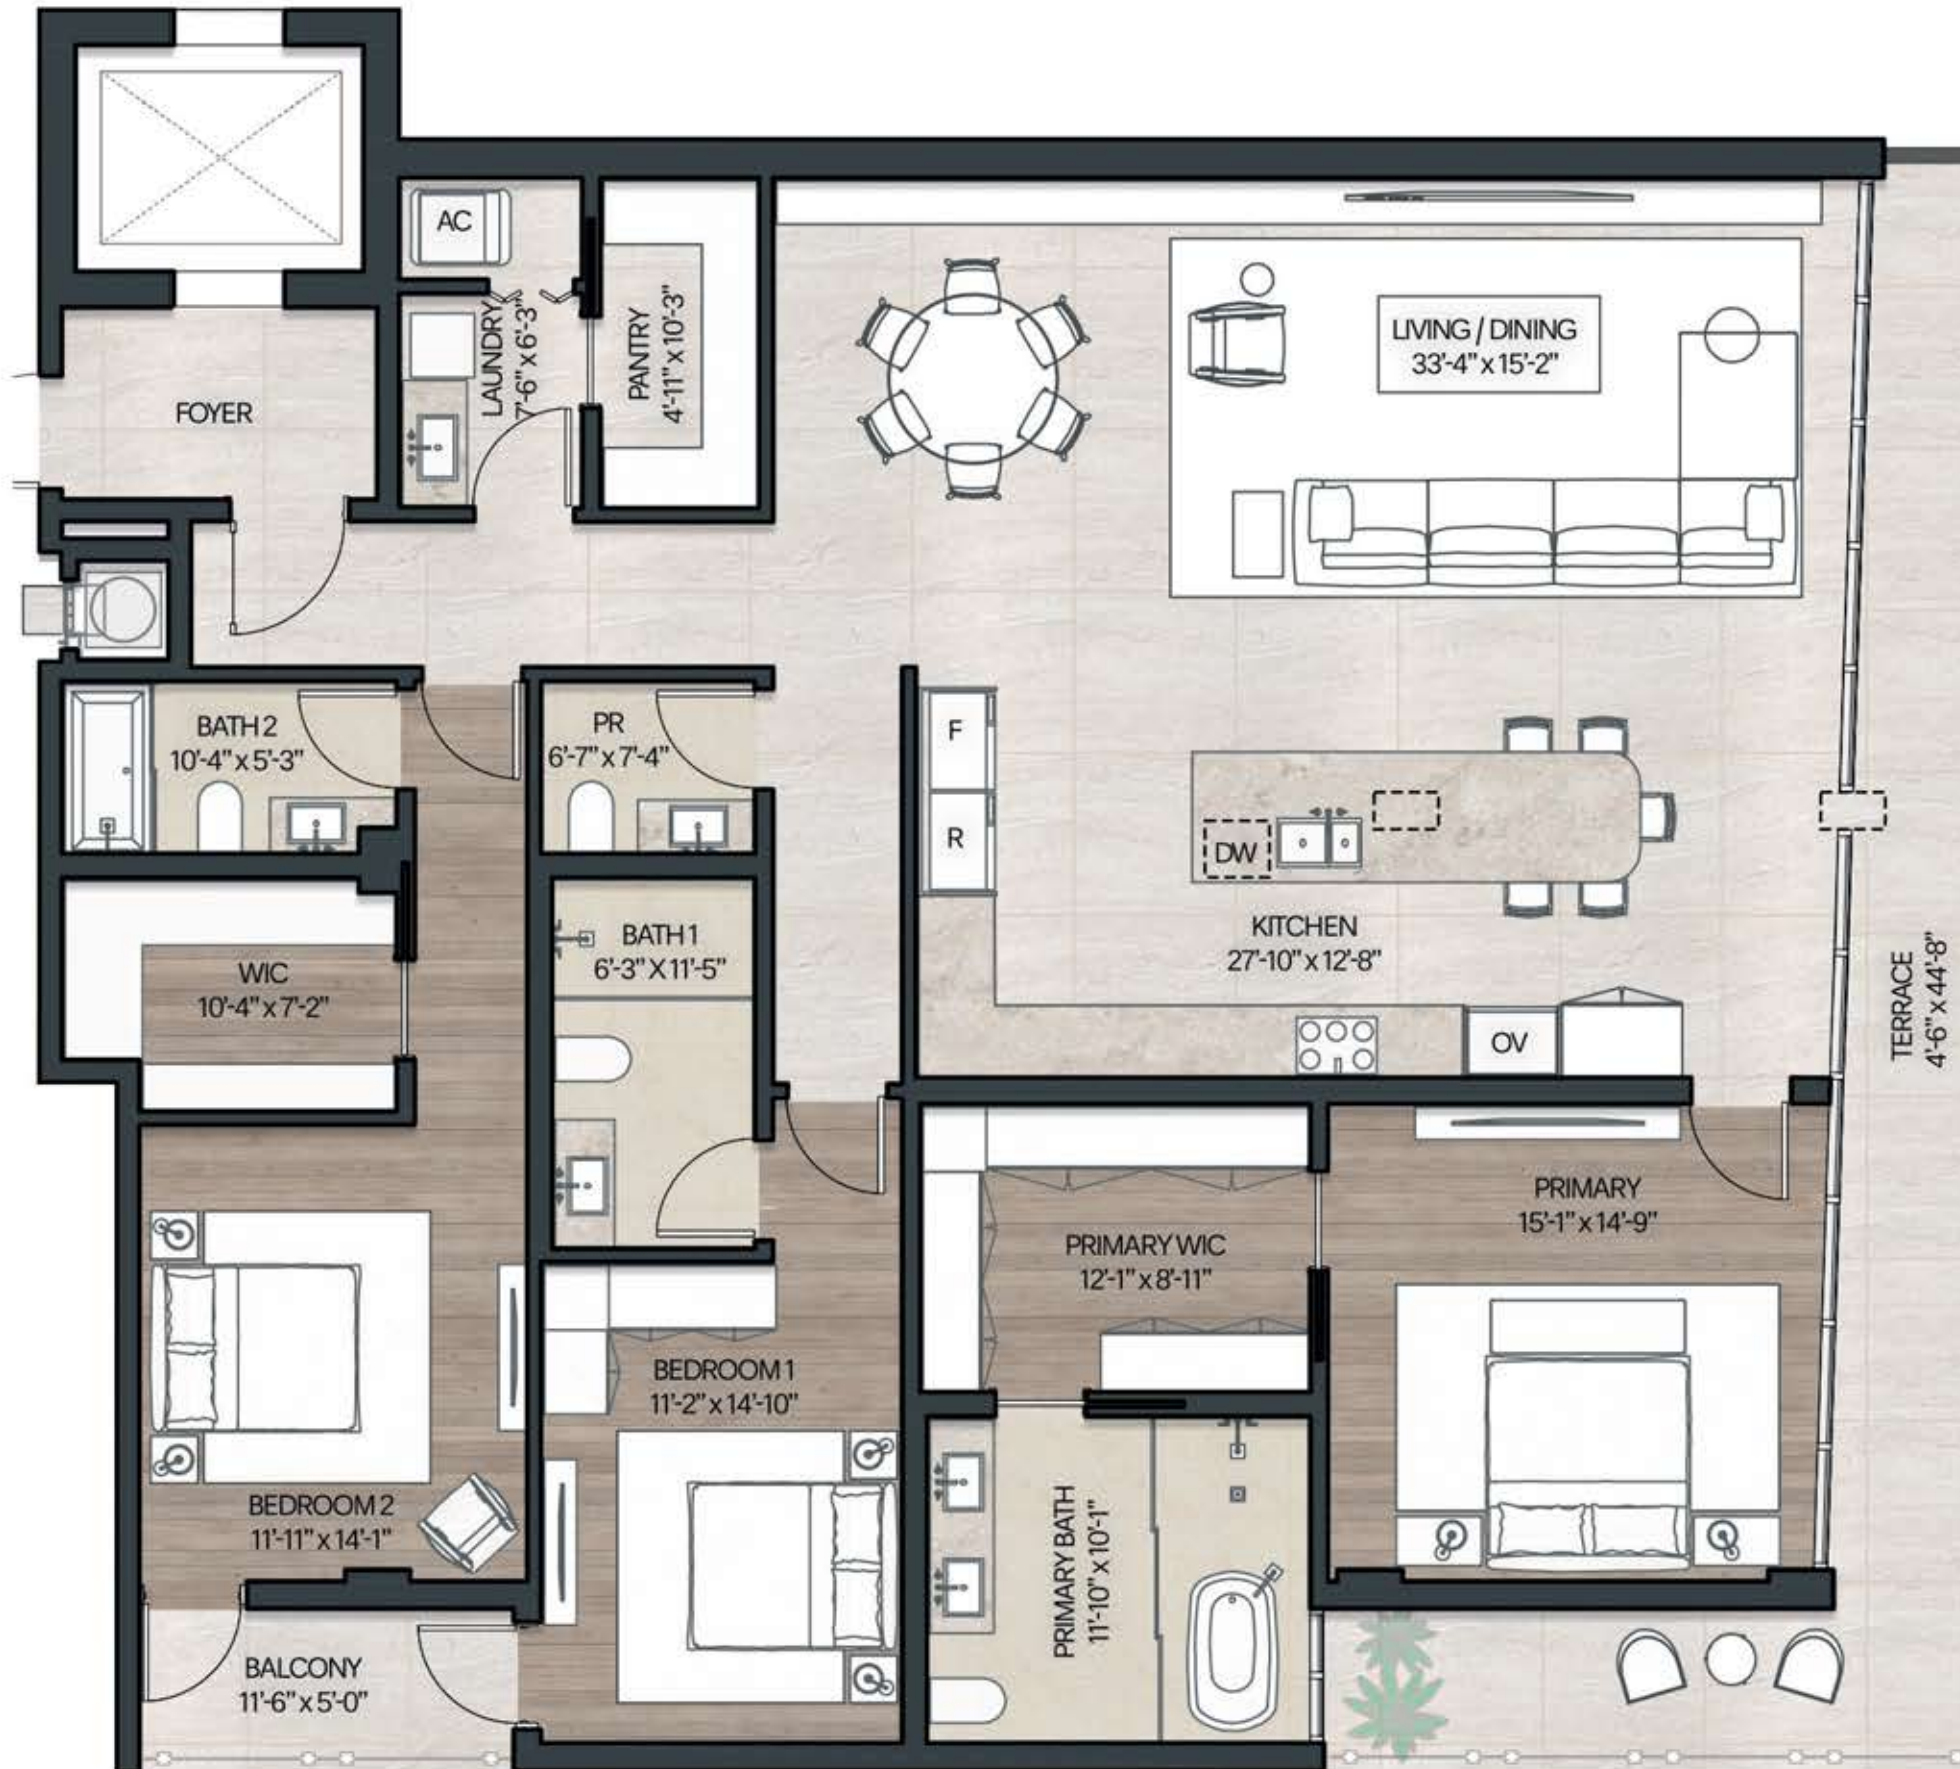 AC
LAUNDRY
7'-6" x 6'-3"
PANTRY
4'-11" x 10'-3"
LIVING / DINING
33'-4" x 15'-2"
FOYER
BATH 2
10'-4" x 5'-3"
PR
6'-7" x 7'-4"
F
R
DW
KITCHEN
27'-10" x 12'-8"
OV
TERRACE
4'-6" x 44'-8"
WIC
10'-4" x 7'-2"
BATH 1
6'-3" X 11'-5"
PRIMARY WIC
12'-1" x 8'-11"
PRIMARY
15'-1" x 14'-9"
BEDROOM 1
11'-2" x 14'-10"
BEDROOM 2
11'-11" x 14'-1"
PRIMARY BATH
11'-10" x 10'-1"
BALCONY
11'-6" x 5'-0"